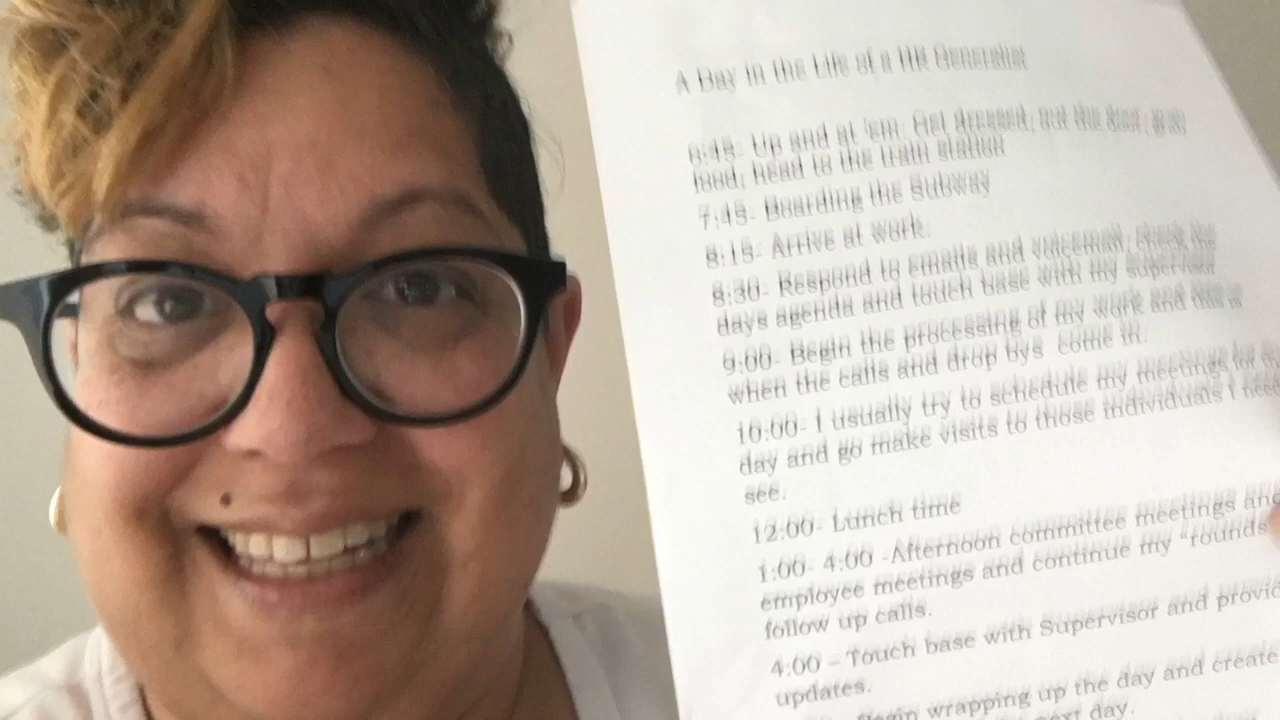 A Day in the Life of a HR Generalist
6:45- Up and at 'em. Get dressed, out the door, grab
food, head to the train station
7:45- Boarding the Subway
8:15- Arrive at work.
8:30- Respond to emails and voicemail, check the
days agenda and touch base with my supervisor
9:00- Begin the processing of my work and this is
when the calls and drop bys come in.
10:00- I usually try to schedule my meetings for
day and go make visits to those individuals I
see.
12:00- Lunch time
1:00- 4:00 -Afternoon committee meetings and
employee meetings and continue my "rounds
follow up calls.
4:00 - Touch base with Supervisor and
updates.
Begin wrapping up the day and create
next day.